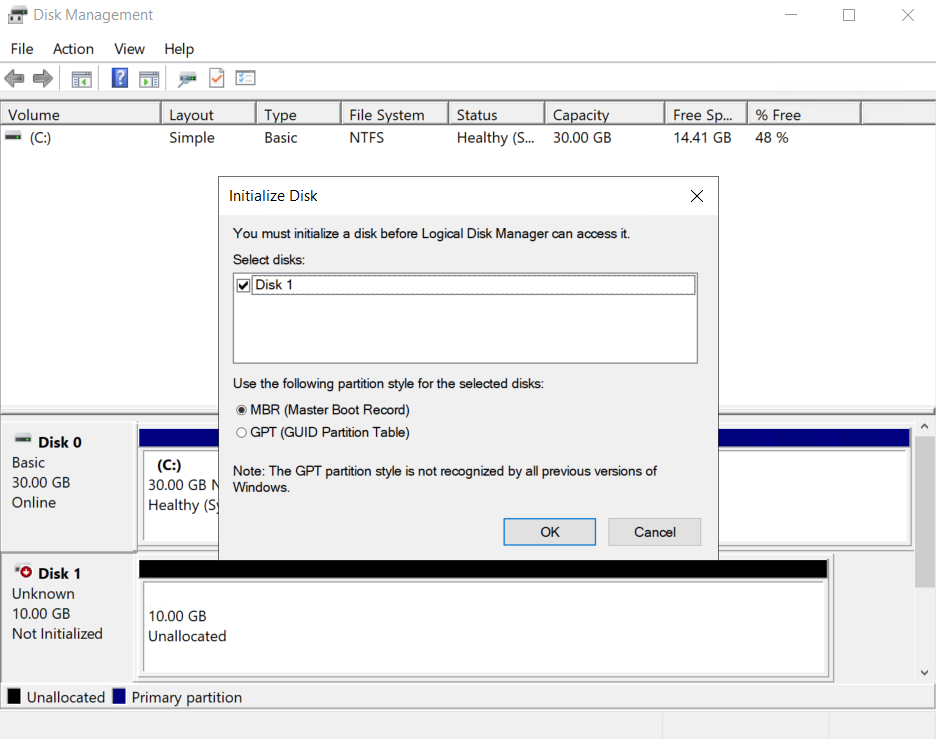 Disk Management
File Action View Help
Volume Layout Type File System Status Capacity Free Sp... % Free
(C:) Simple Basic NTFS Healthy (S... 30.00 GB 14.41 GB 48 %
Initialize Disk
You must initialize a disk before Logical Disk Manager can access it.
Select disks:
Disk 1
Use the following partition style for the selected disks:
MBR (Master Boot Record)
GPT (GUID Partition Table)
Note: The GPT partition style is not recognized by all previous versions of
Windows.
OK Cancel
Disk 0
Basic
30.00 GB
Online
(C:)
30.00 GB N
Healthy (Sy
Disk 1
Unknown
10.00 GB
Not Initialized
10.00 GB
Unallocated
Unallocated Primary partition